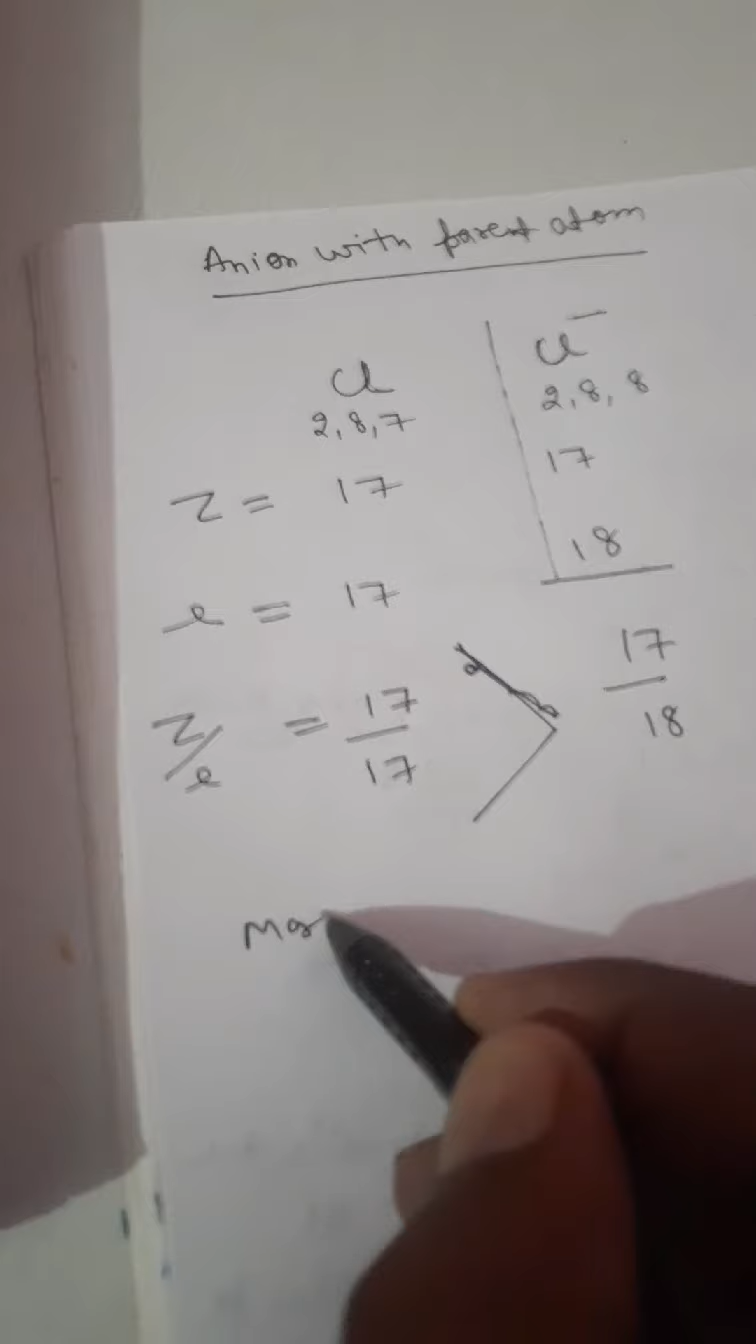 Anion with parent atom
Cl Cl⁻
2,8,7 2,8,8
Z = 17 17
e = 17 18
Z/e = 17/17 > 17/18